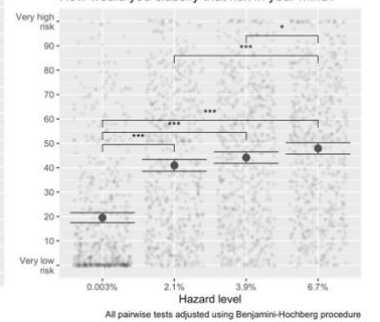 How would you classify that risk in your mind?
Very high
risk
90
80
70
60
50
40
30
20
10
Very low
risk
*
***
***
***
***
0.003%
2.1%
3.9%
6.7%
Hazard level
All pairwise tests adjusted using Benjamini-Hochberg procedure